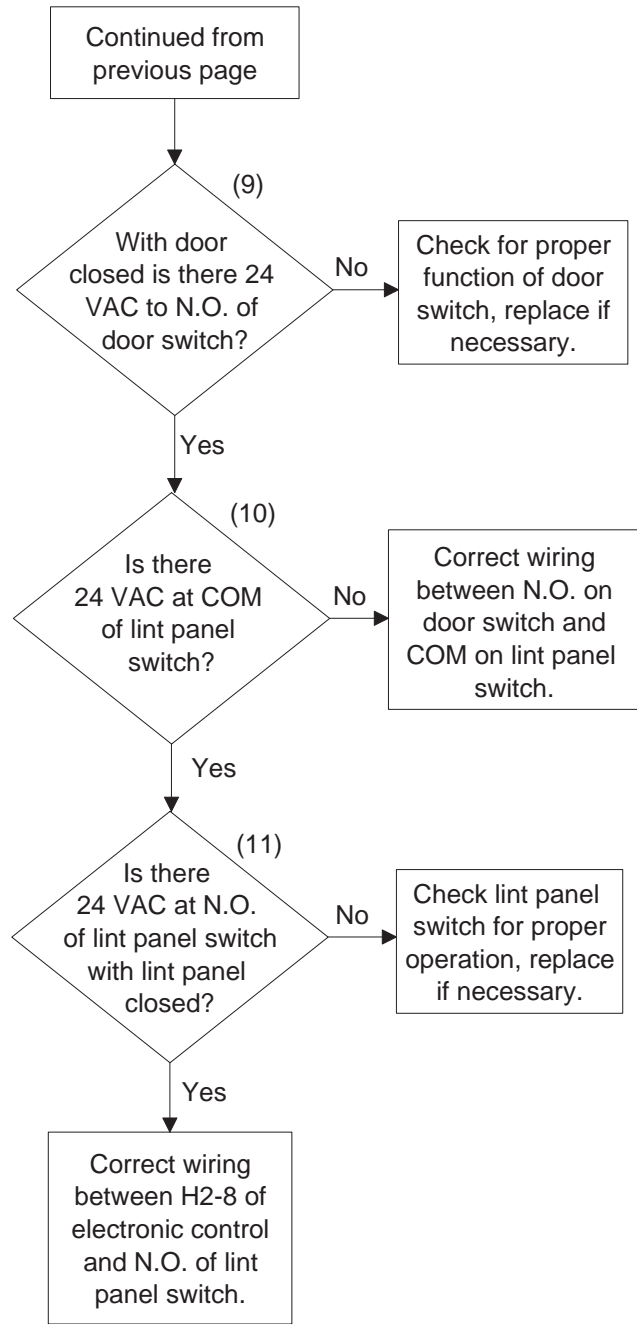 Continued from
previous page
(9)
With door
closed is there 24
VAC to N.O. of
door switch?
No
Check for proper
function of door
switch, replace if
necessary.
Yes
(10)
Is there
24 VAC at COM
of lint panel
switch?
No
Correct wiring
between N.O. on
door switch and
COM on lint panel
switch.
Yes
(11)
Is there
24 VAC at N.O.
of lint panel switch
with lint panel
closed?
No
Check lint panel
switch for proper
operation, replace
if necessary.
Yes
Correct wiring
between H2-8 of
electronic control
and N.O. of lint
panel switch.